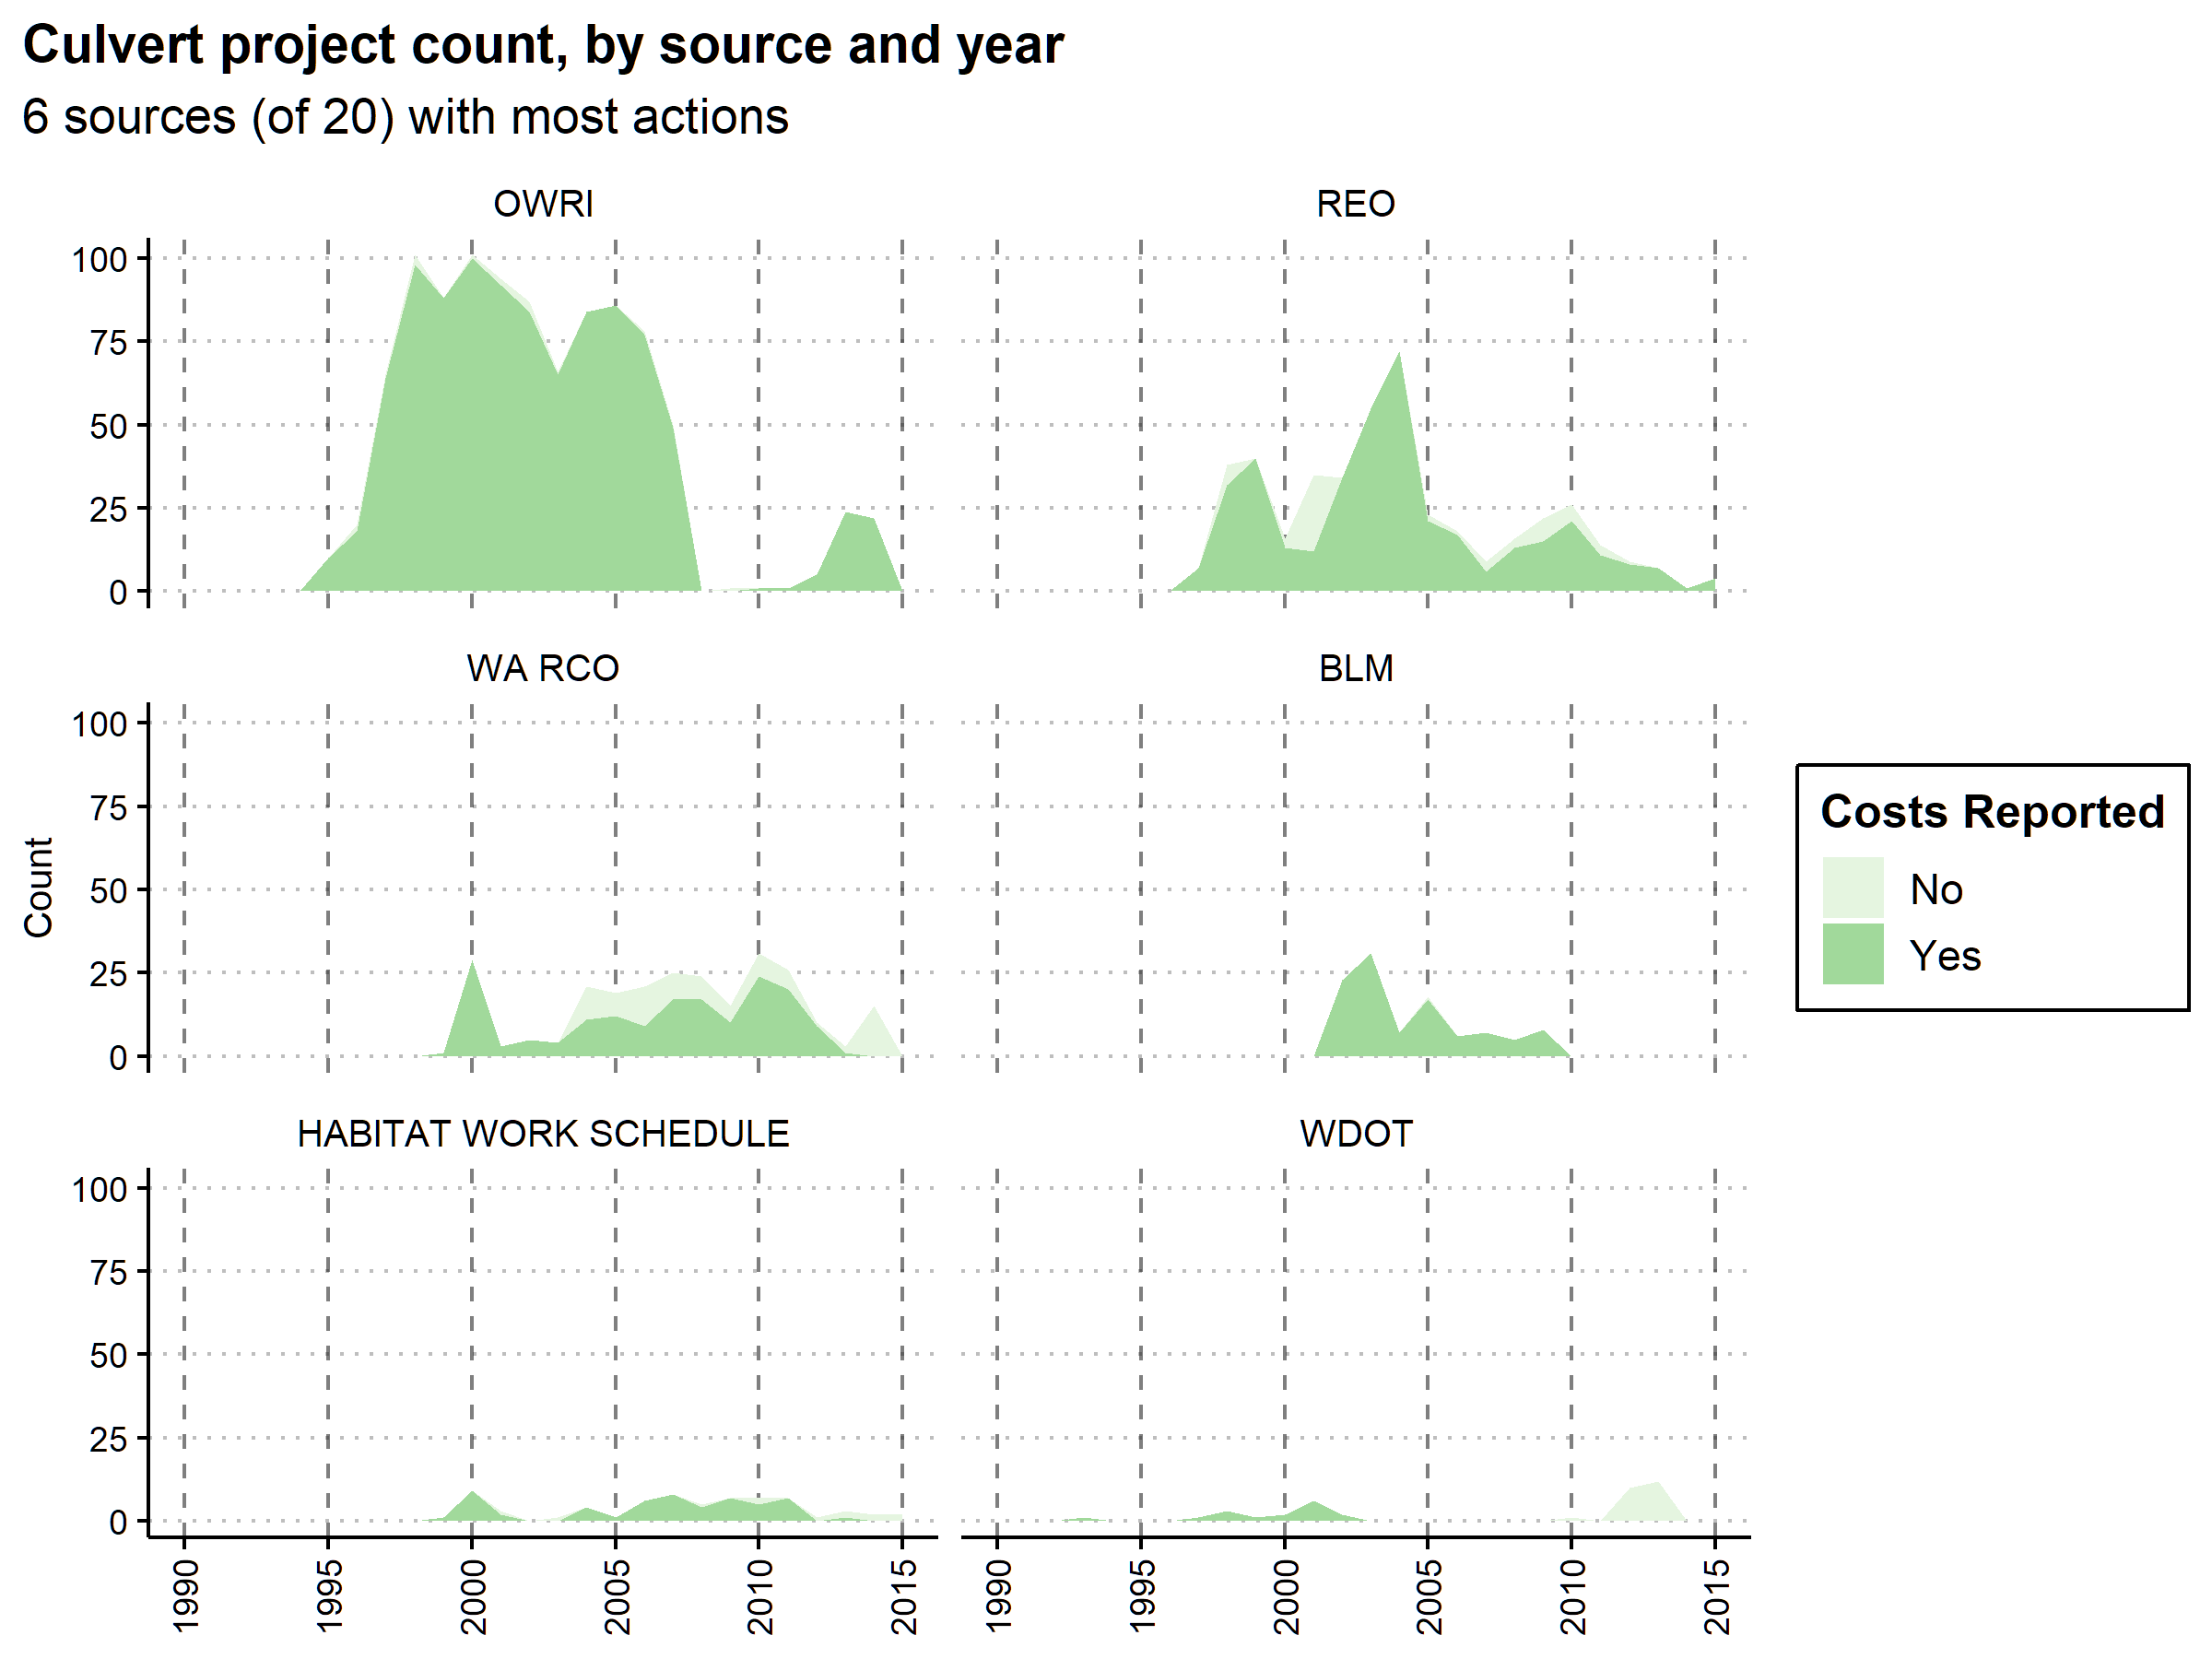 Culvert project count, by source and year
6 sources (of 20) with most actions
OWRI
REO
100
75
50
25
0
WA RCO
BLM
100
75
50
25
0
Count
HABITAT WORK SCHEDULE
WDOT
100
75
50
25
0
1990
1995
2000
2005
2010
2015
1990
1995
2000
2005
2010
2015
Costs Reported
No
Yes